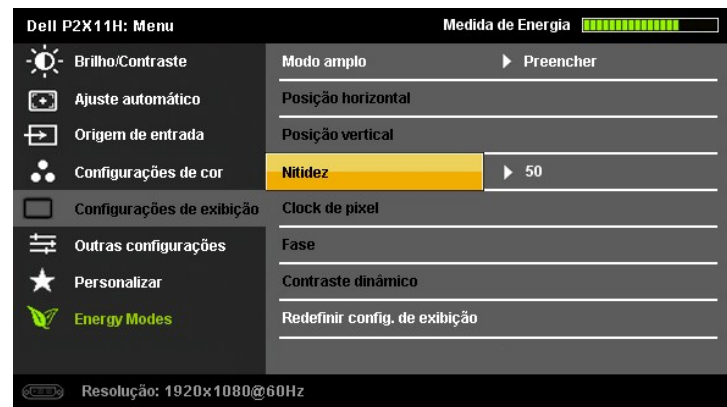 Dell P2X11H: Menu Medida de Energia
Brilho/Contraste Modo amplo Preencher
Ajuste automático Posição horizontal
Origem de entrada Posição vertical
Configurações de cor Nitidez 50
Configurações de exibição Clock de pixel
Outras configurações Fase
Personalizar Contraste dinâmico
Energy Modes Redefinir config. de exibição
Resolução: 1920x1080@60Hz